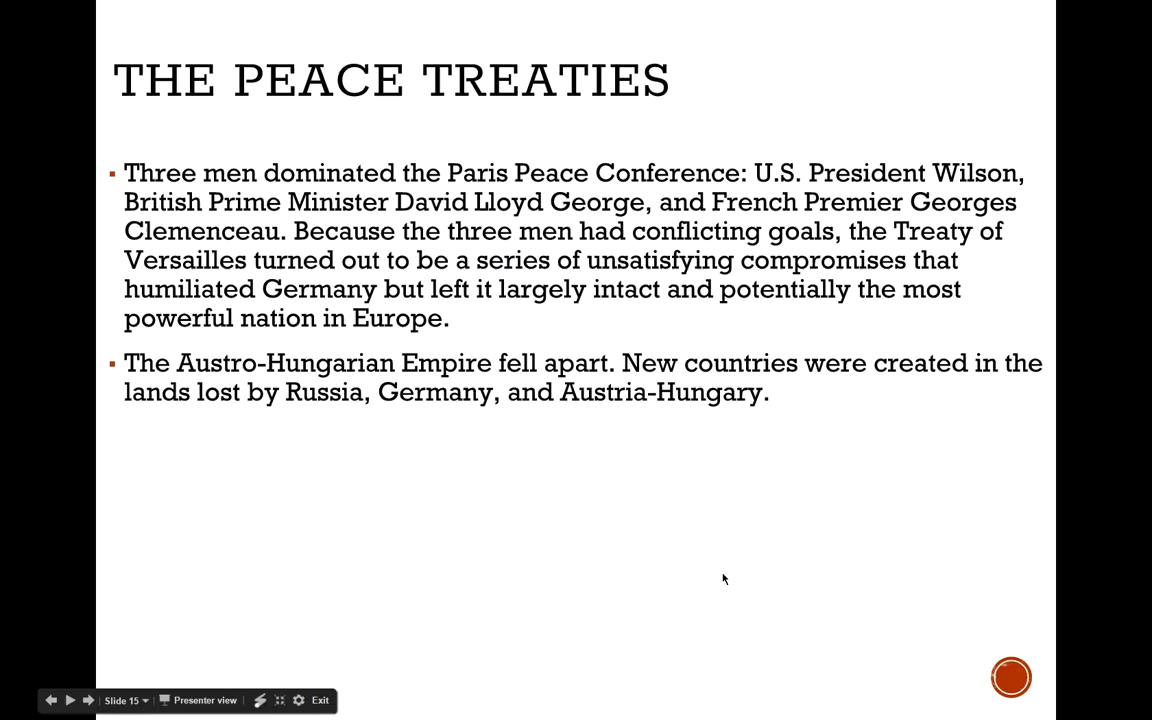 THE PEACE TREATIES
▪ Three men dominated the Paris Peace Conference: U.S. President Wilson,
British Prime Minister David Lloyd George, and French Premier Georges
Clemenceau. Because the three men had conflicting goals, the Treaty of
Versailles turned out to be a series of unsatisfying compromises that
humiliated Germany but left it largely intact and potentially the most
powerful nation in Europe.
▪ The Austro-Hungarian Empire fell apart. New countries were created in the
lands lost by Russia, Germany, and Austria-Hungary.
Slide 15 Presenter view Exit